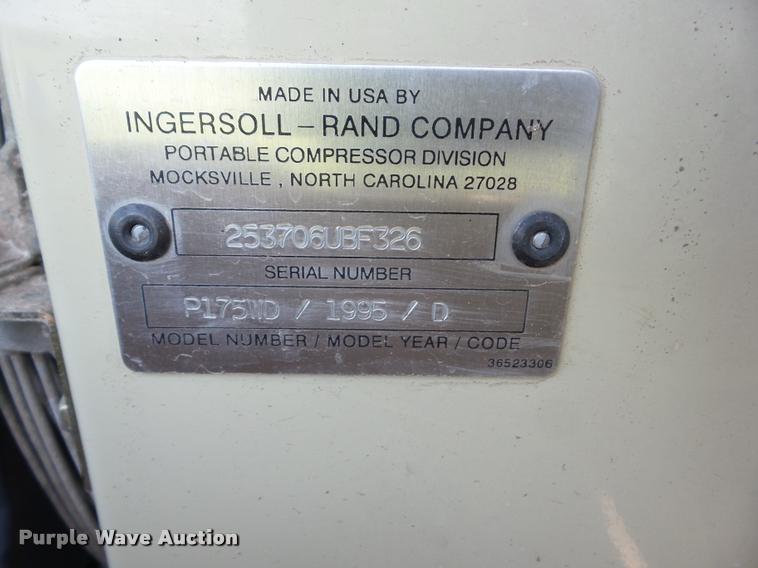 MADE IN USA BY
INGERSOLL-RAND COMPANY
PORTABLE COMPRESSOR DIVISION
MOCKSVILLE, NORTH CAROLINA 27028
253706UBF326
SERIAL NUMBER
P175WD / 1995 / D
MODEL NUMBER / MODEL YEAR / CODE
36523306
Purple Wave Auction